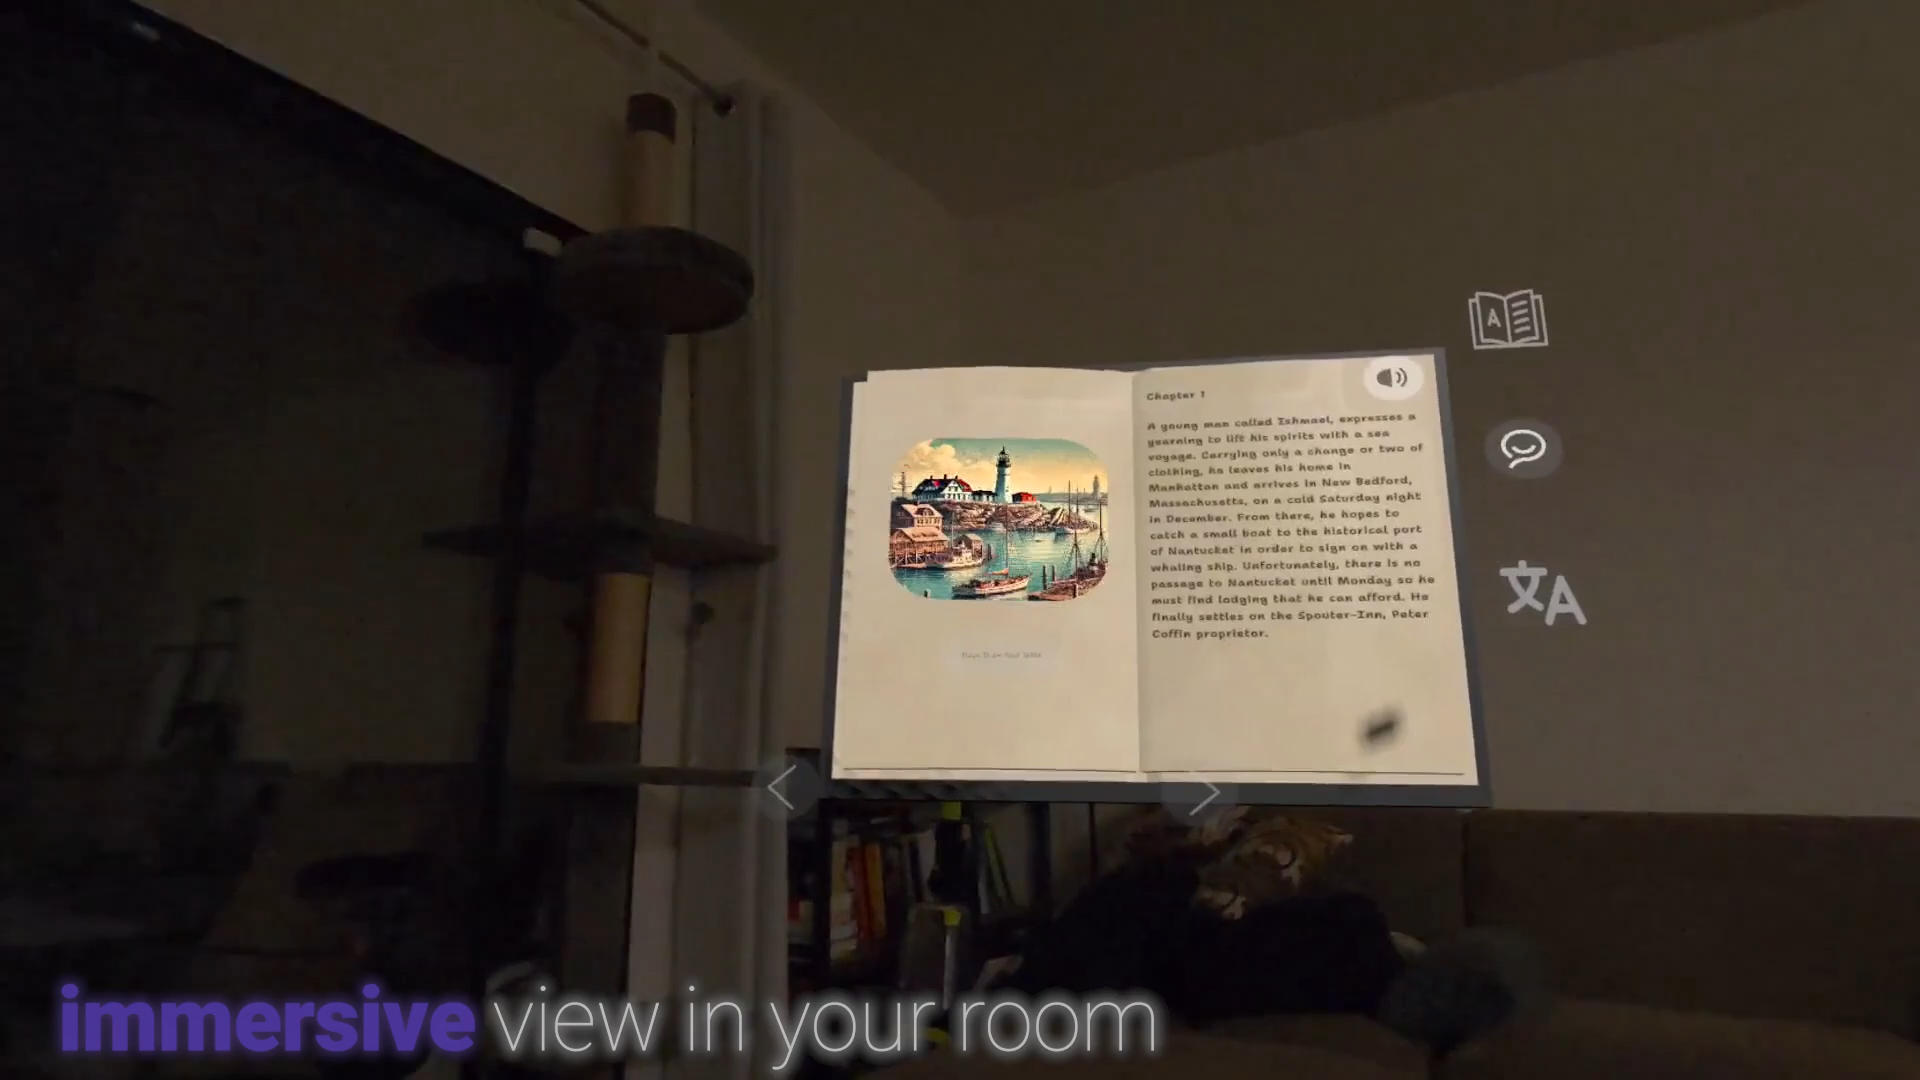 Chapter 1
A young man called Ishmael, expresses a
yearning to lift his spirits with a sea
voyage. Carrying only a change or two of
clothing, he leaves his home in
Manhattan and arrives in New Bedford,
Massachusetts, on a cold Saturday night
in December. From there, he hopes to
catch a small boat to the historical port
of Nantucket in order to sign on with a
whaling ship. Unfortunately, there is no
passage to Nantucket until Monday so he
must find lodging that he can afford. He
finally settles on the Spouter-Inn, Peter
Coffin proprietor.
A
文A
immersive view in your room